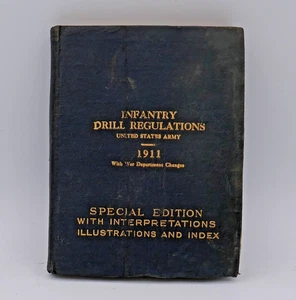 INFANTRY
DRILL REGULATIONS
UNITED STATES ARMY
1911
With War Department Changes
SPECIAL EDITION
WITH INTERPRETATIONS
ILLUSTRATIONS AND INDEX